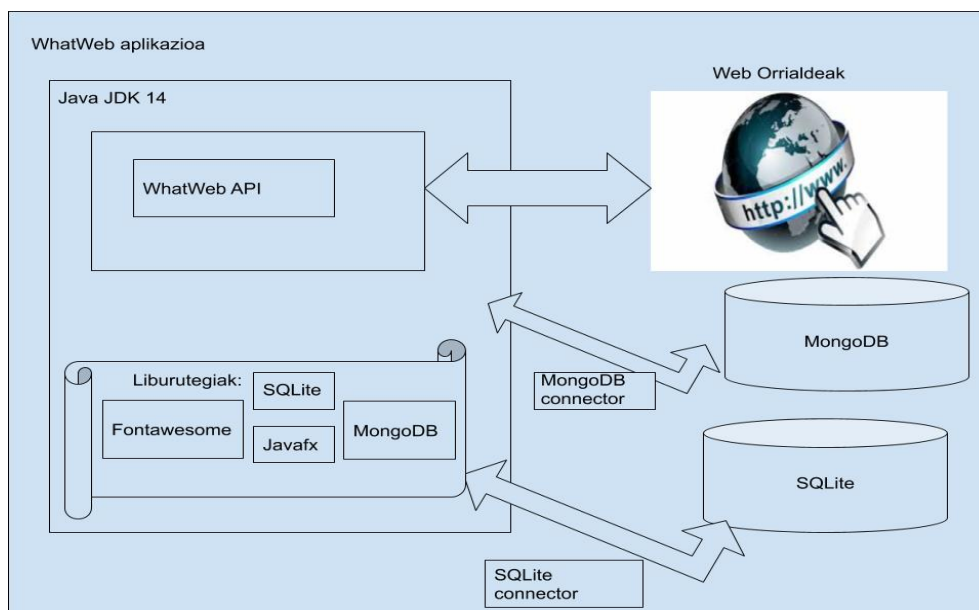 WhatWeb aplikazioa
Java JDK 14
WhatWeb API
Web Orrialdeak
http://www.
MongoDB
MongoDB
connector
Liburutegiak:
SQLite
Fontawesome
Javafx
MongoDB
SQLite
SQLite
connector